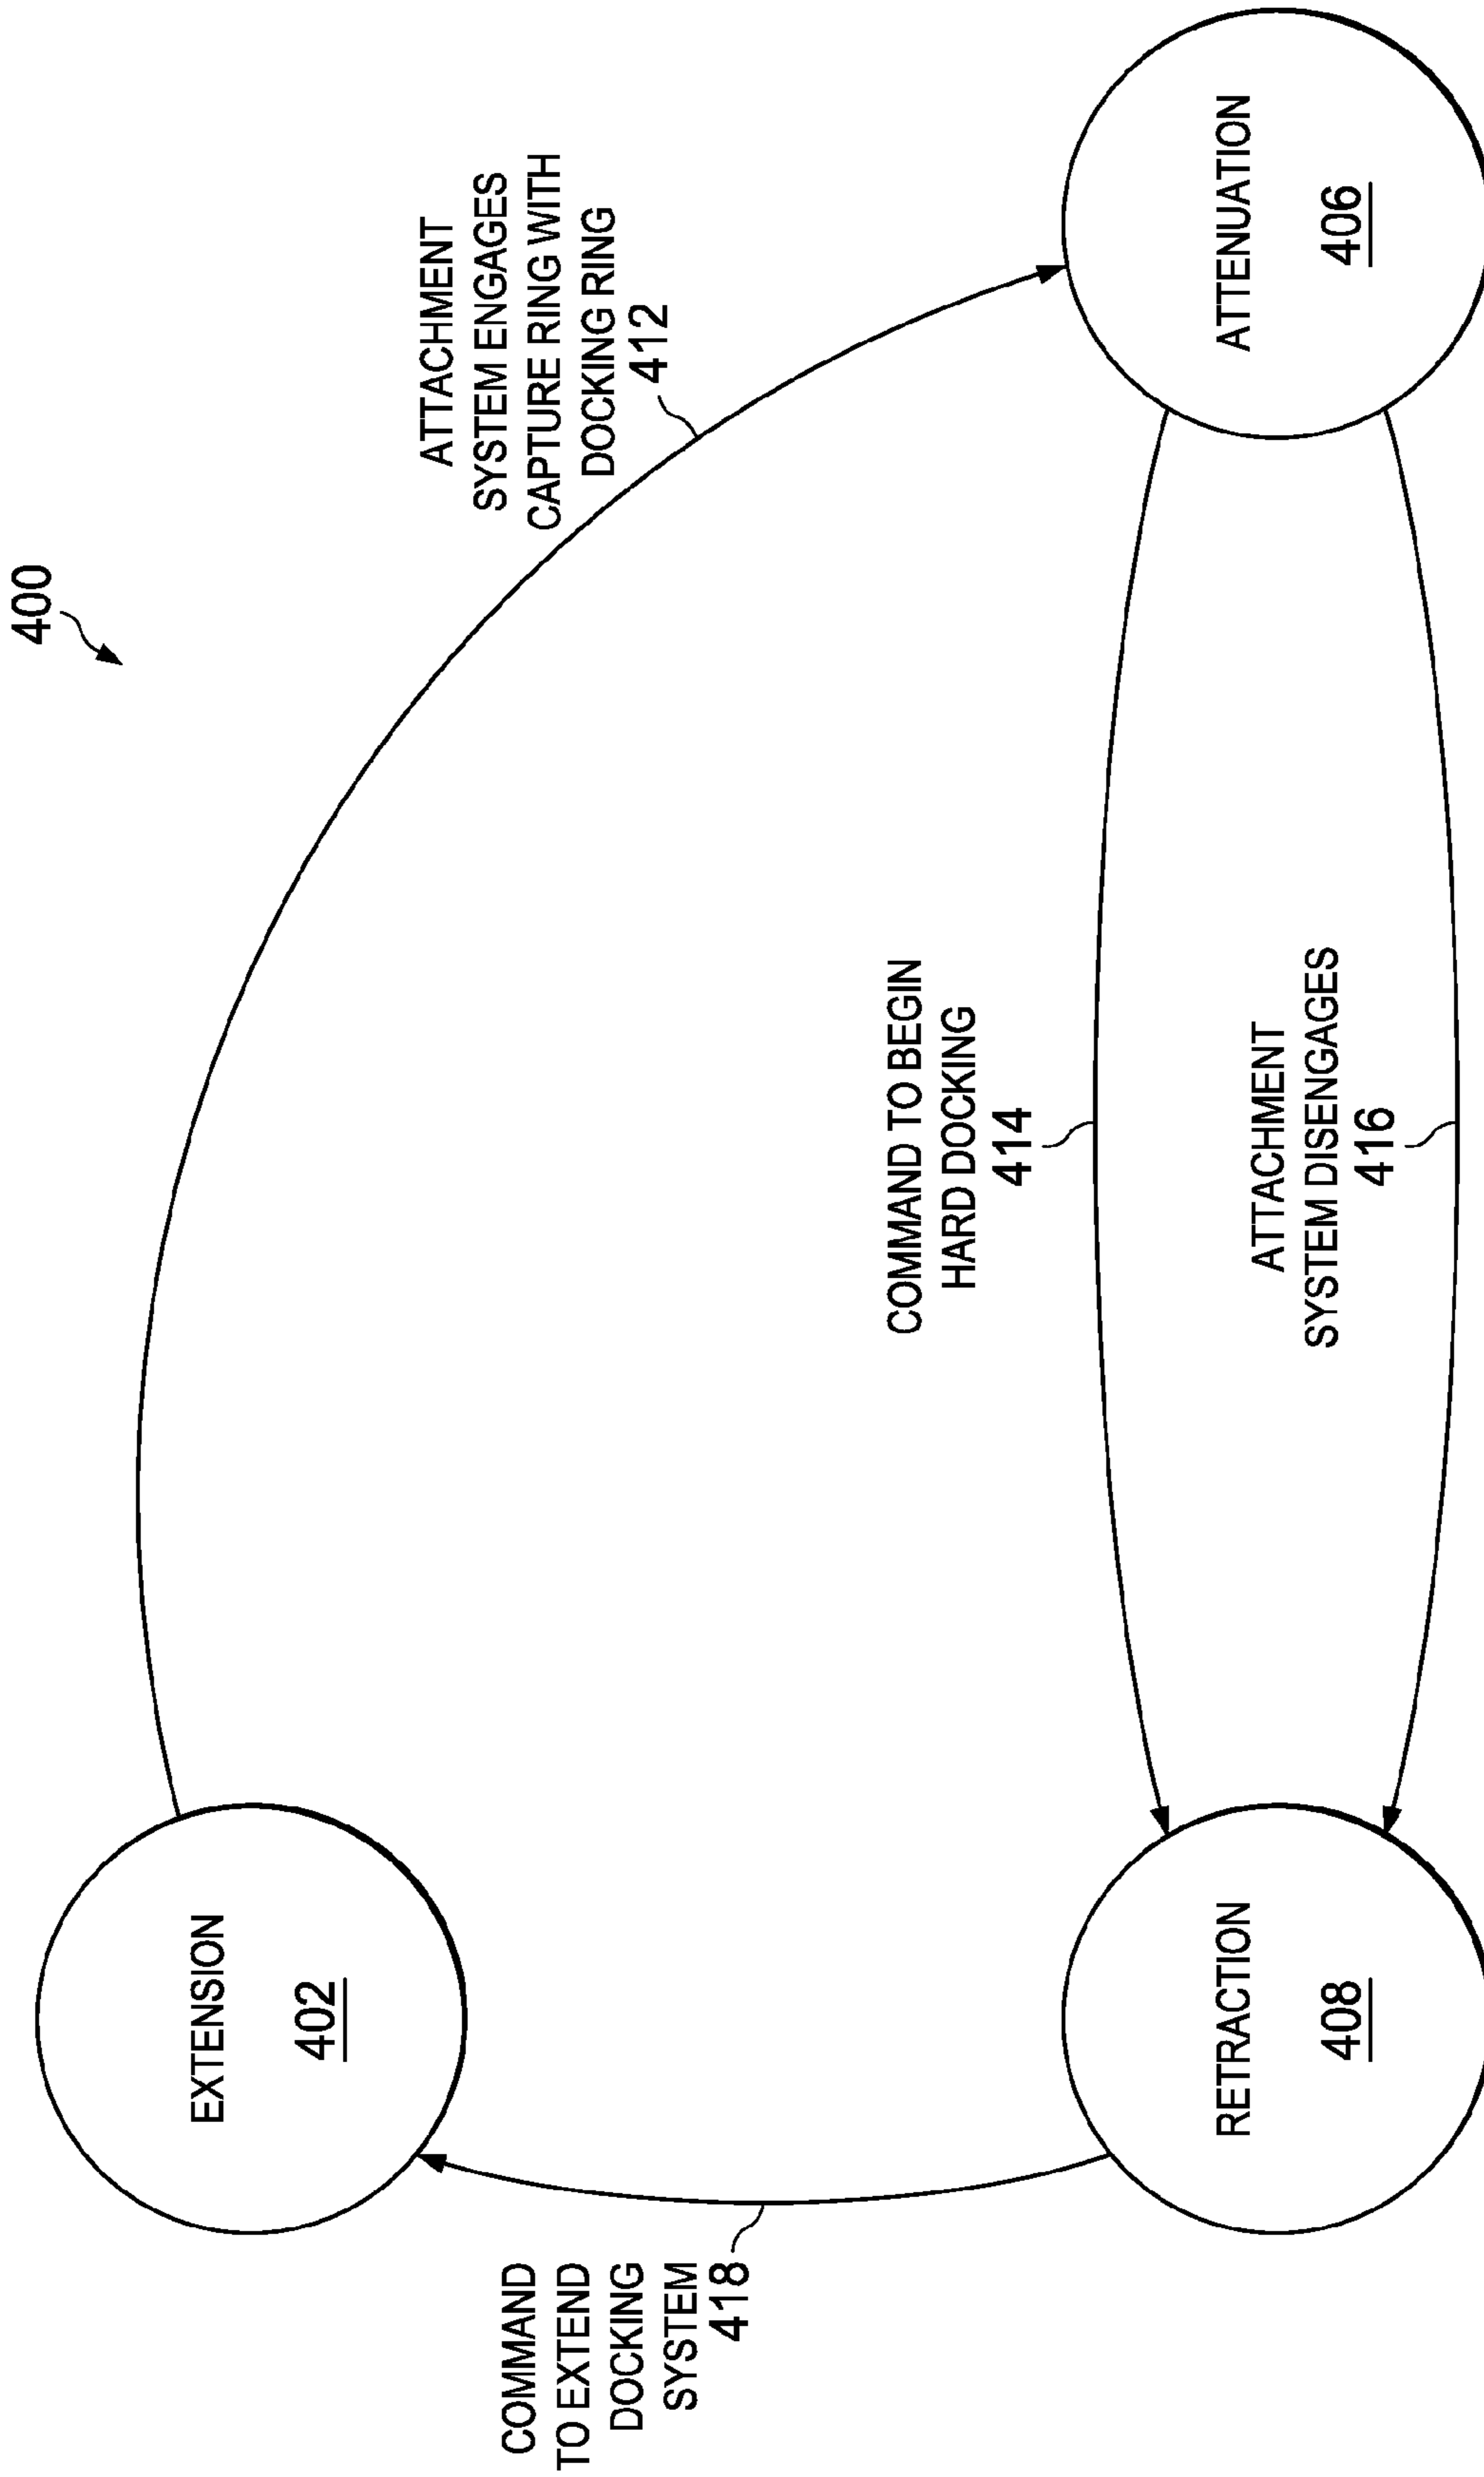 400
EXTENSION
402
ATTACHMENT
SYSTEM ENGAGES
CAPTURE RING WITH
DOCKING RING
412
COMMAND
TO EXTEND
DOCKING
SYSTEM
418
COMMAND TO BEGIN
HARD DOCKING
414
RETRACTION
408
ATTACHMENT
SYSTEM DISENGAGES
416
ATTENUATION
406